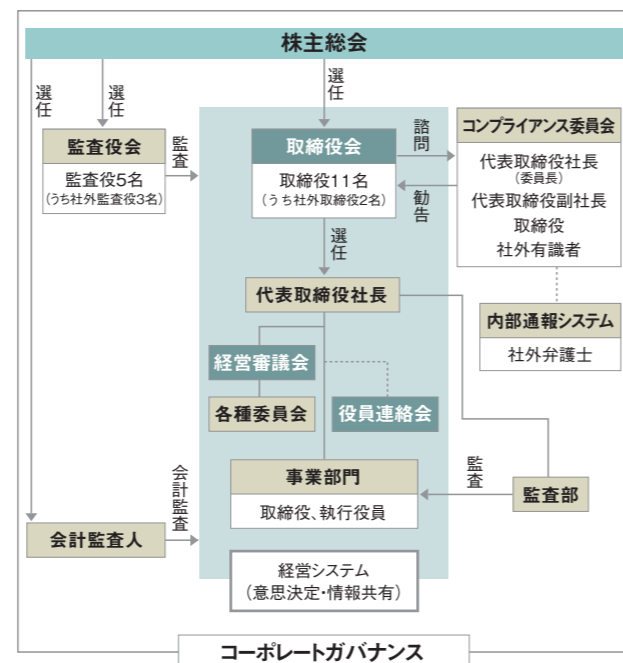 株主総会
選任
選任
選任
監査役会
監査役5名
(うち社外監査役3名)
監査
取締役会
取締役11名
(うち社外取締役2名)
諮問
勧告
コンプライアンス委員会
代表取締役社長
(委員長)
代表取締役副社長
取締役
社外有識者
選任
代表取締役社長
内部通報システム
社外弁護士
経営審議会
各種委員会
役員連絡会
事業部門
取締役、執行役員
監査
監査部
会計監査
会計監査人
経営システム
(意思決定・情報共有)
コーポレートガバナンス